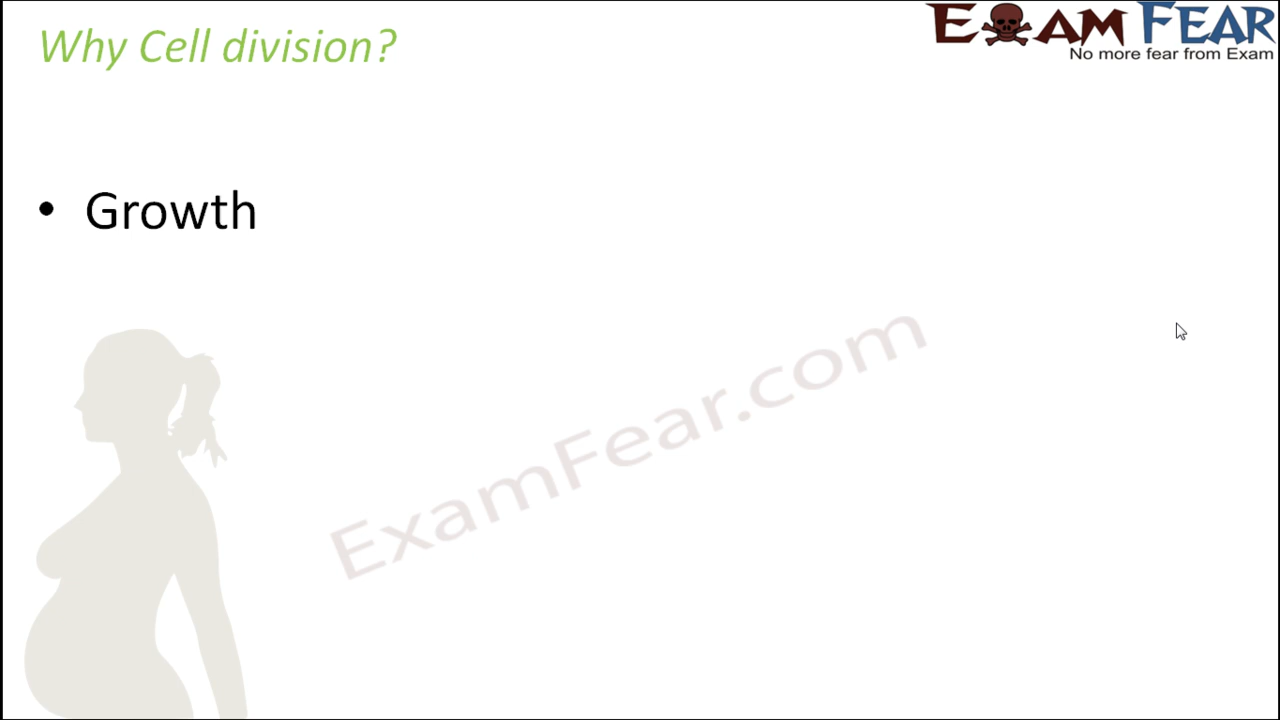 Why Cell division?
EXAM FEAR
No more fear from Exam
• Growth
ExamFear.com